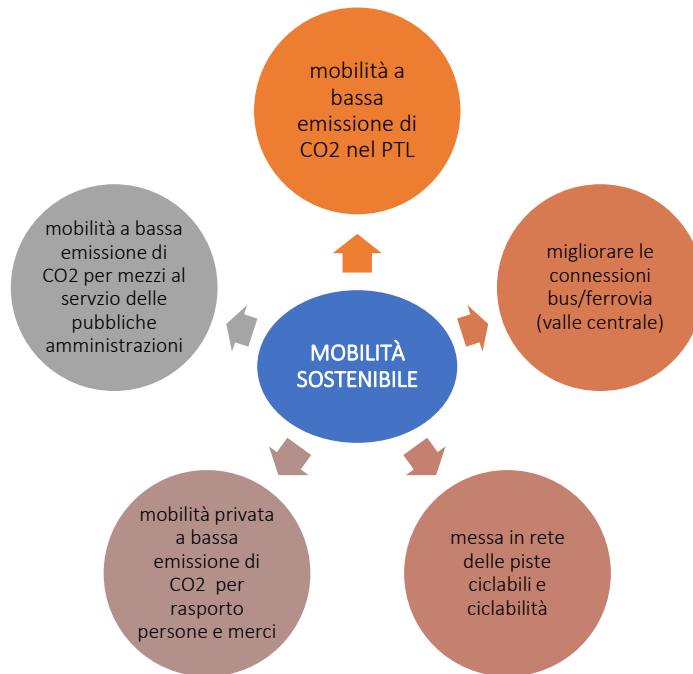 mobilità a
bassa
emissione di
CO2 nel PTL
mobilità a bassa
emissione di
CO2 per mezzi al
servzio delle
pubbliche
amministrazioni
migliorare le
connessioni
bus/ferrovia
(valle centrale)
MOBILITÀ
SOSTENIBILE
mobilità privata
a bassa
emissione di
CO2 per
rasporto
persone e merci
messa in rete
delle piste
ciclabili e
ciclabilità